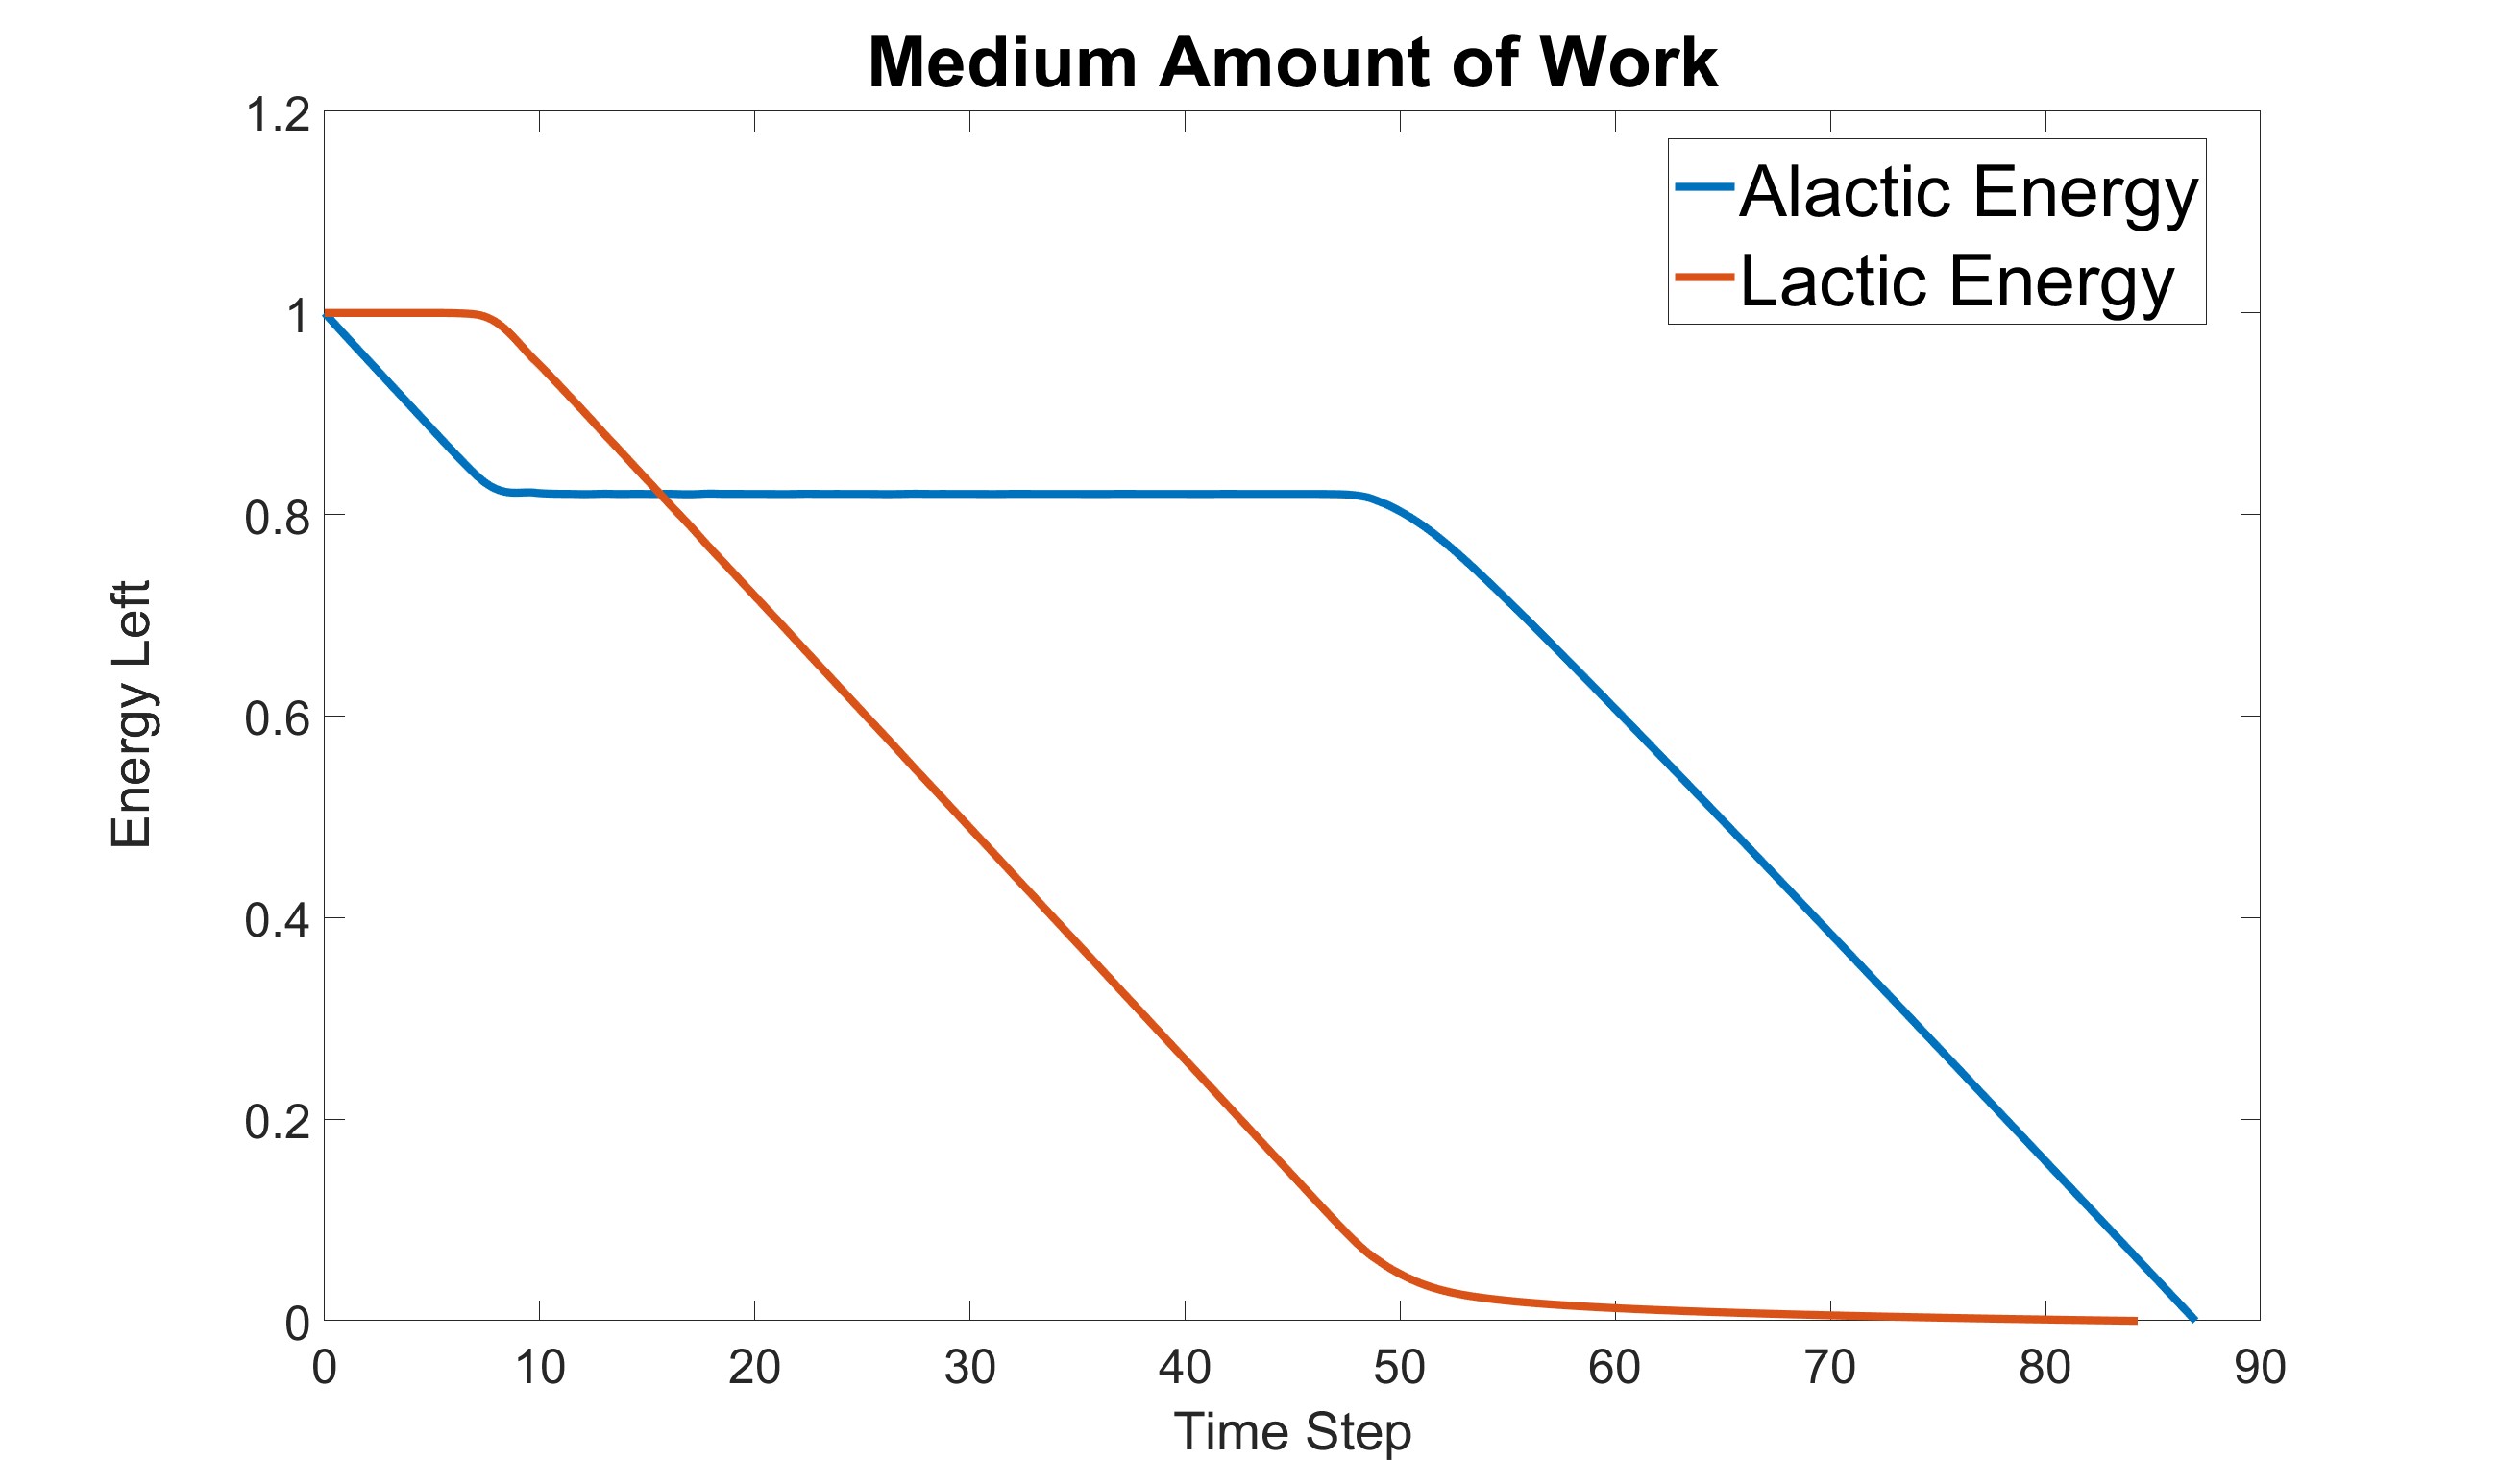 Medium Amount of Work
1.2
1
0.8
0.6
0.4
0.2
0
Energy Left
Alactic Energy
Lactic Energy
0 10 20 30 40 50 60 70 80 90
Time Step